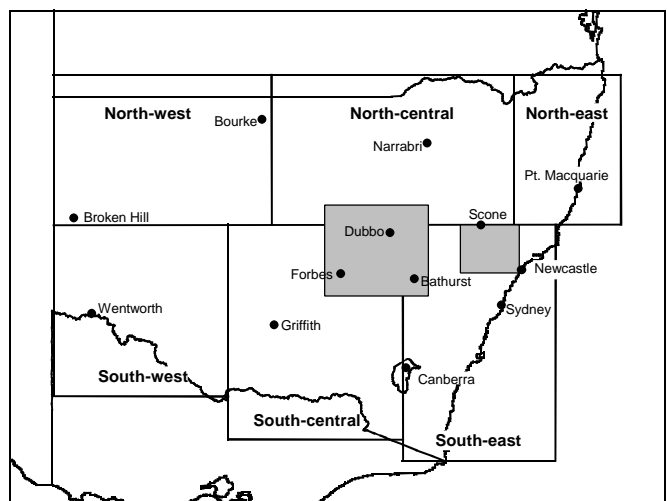 North-west
North-central
North-east
Bourke
Narrabri
Pt. Macquarie
Broken Hill
Scone
Dubbo
Forbes
Bathurst
Newcastle
Wentworth
Sydney
Griffith
South-west
Canberra
South-central
South-east